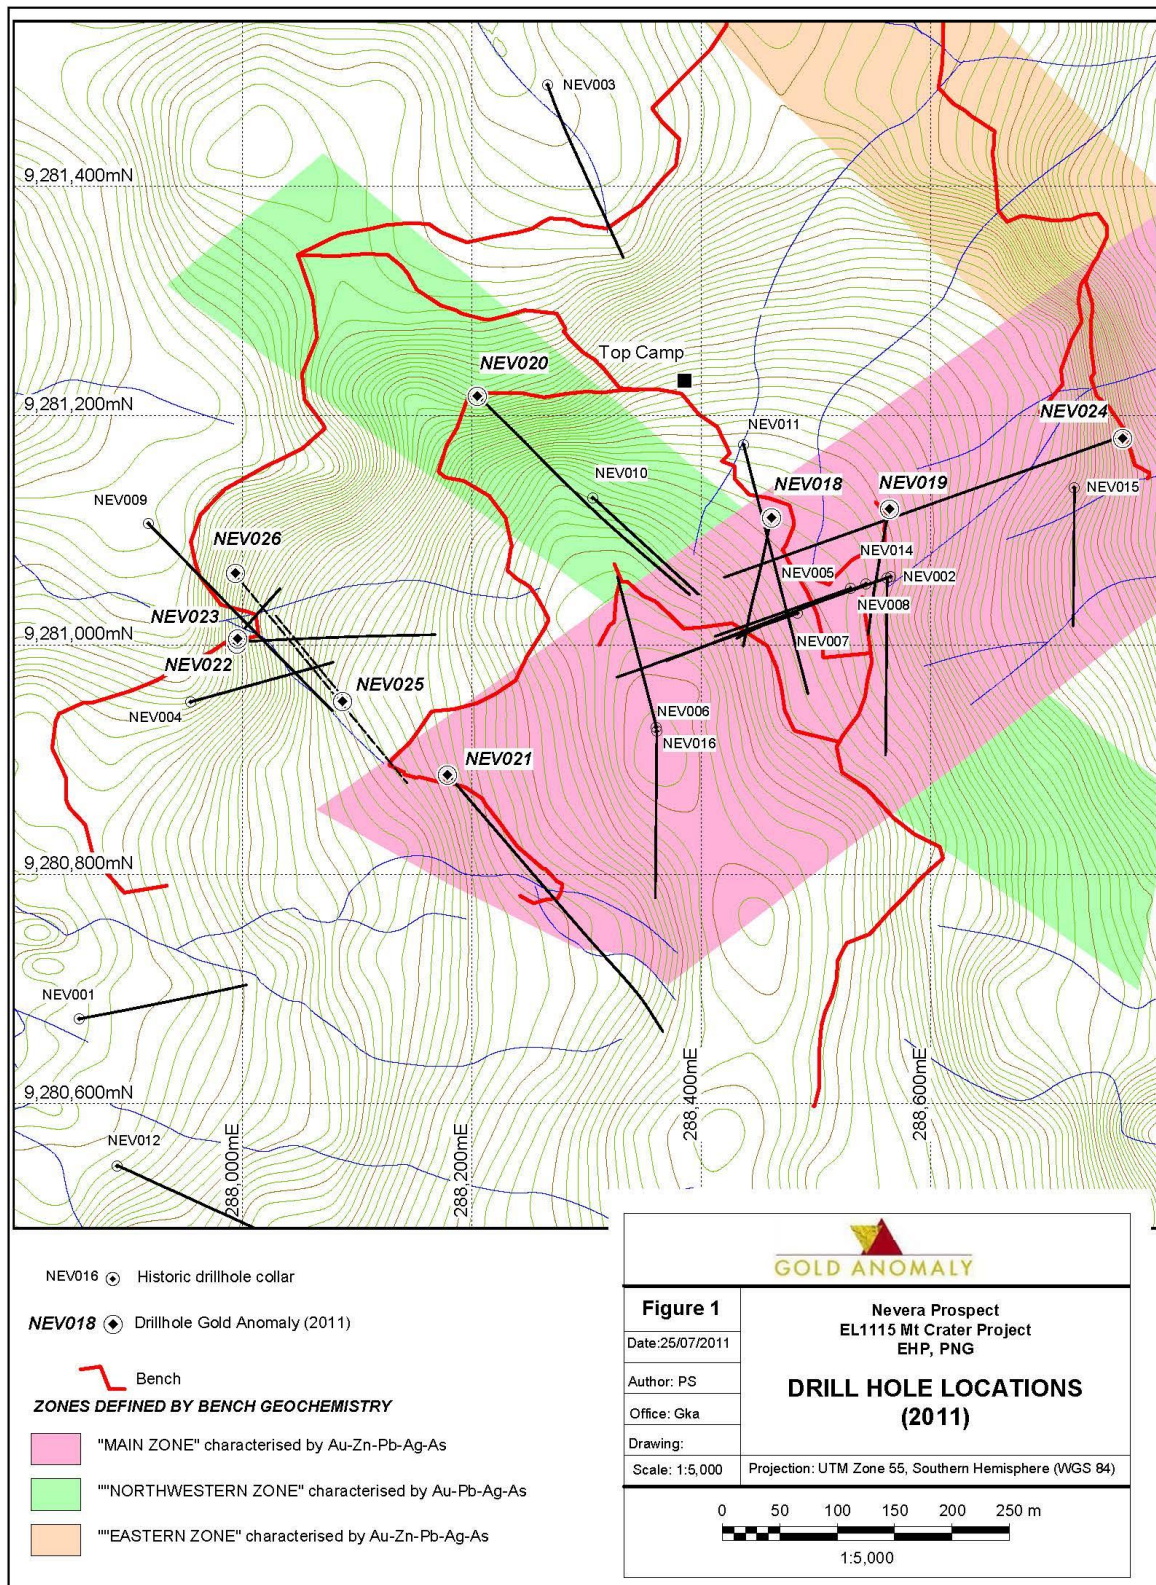 NEV003
9,281,400mN
Top Camp
NEV020
9,281,200mN
NEV024
NEV011
NEV010
NEV018
NEV019
NEV015
NEV009
NEV026
NEV014
NEV005
NEV002
NEV008
NEV023
9,281,000mN
NEV007
NEV022
NEV025
NEV004
NEV006
NEV016
NEV021
9,280,800mN
NEV001
9,280,600mN
NEV012
288,000mE
288,200mE
288,400mE
288,600mE
NEV016 Historic drillhole collar
NEV018 Drillhole Gold Anomaly (2011)
Bench
ZONES DEFINED BY BENCH GEOCHEMISTRY
"MAIN ZONE" characterised by Au-Zn-Pb-Ag-As
""NORTHWESTERN ZONE" characterised by Au-Pb-Ag-As
""EASTERN ZONE" characterised by Au-Zn-Pb-Ag-As
GOLD ANOMALY
Figure 1
Date:25/07/2011
Author: PS
Office: Gka
Drawing:
Scale: 1:5,000
Nevera Prospect
EL1115 Mt Crater Project
EHP, PNG
DRILL HOLE LOCATIONS
(2011)
Projection: UTM Zone 55, Southern Hemisphere (WGS 84)
0 50 100 150 200 250 m
1:5,000